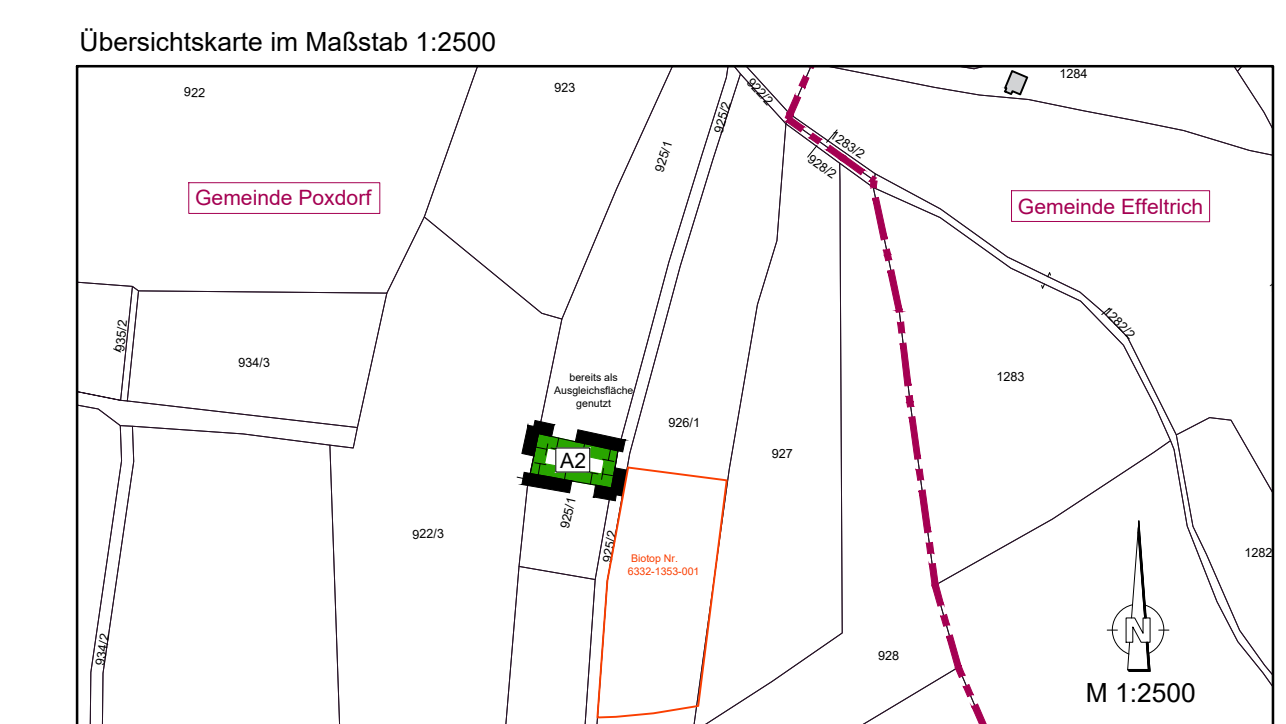 Übersichtskarte im Maßstab 1:2500
922
923
922/2
1284
925/1
925/2
1283/2
928/2
Gemeinde Poxdorf
Gemeinde Effeltrich
935/2
934/3
1282/2
bereits als
Ausgleichsfläche
genutzt
1283
926/1
927
A2
925/1
922/3
925/2
Biotop Nr.
6332-1353-001
1282
934/2
928
N
M 1:2500